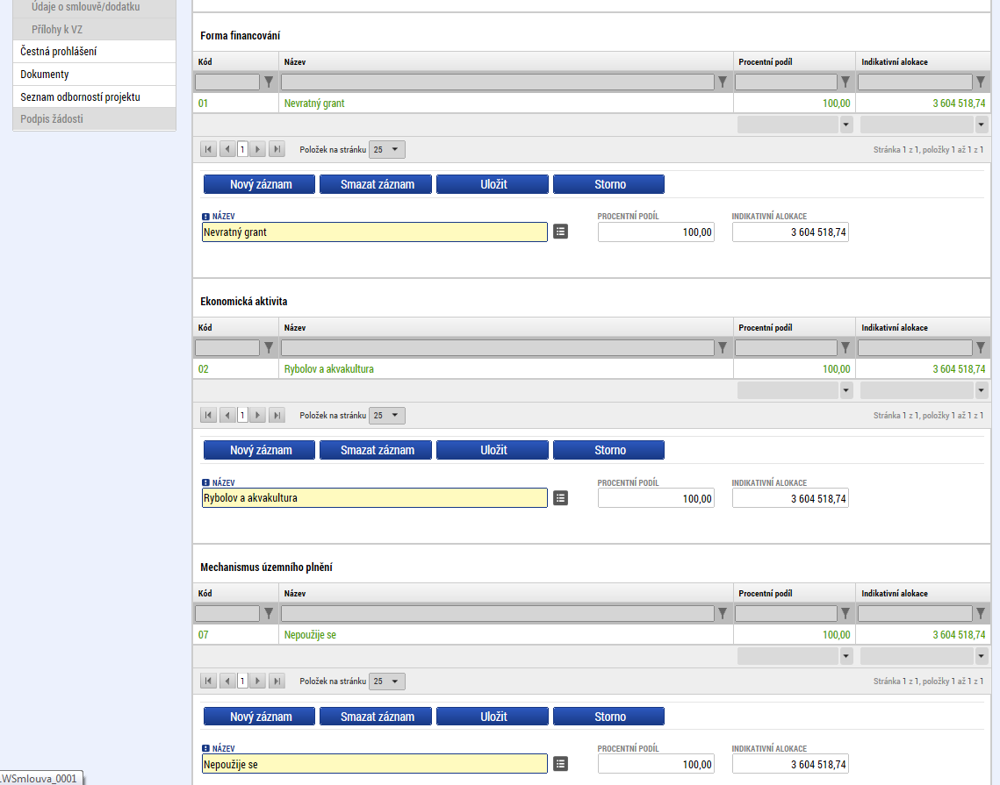 Údaje o smlouvě/dodatku
Přílohy k VZ
Čestná prohlášení
Dokumenty
Seznam odborností projektu
Podpis žádosti
Forma financování
Kód Název Procentní podíl Indikativní alokace
01 Nevratný grant 100,00 3 604 518,74
1 Položek na stránku 25 Stránka 1 z 1, položky 1 až 1 z 1
Nový záznam Smazat záznam Uložit Storno
NÁZEV PROCENTNÍ PODÍL INDIKATIVNÍ ALOKACE
Nevratný grant 100,00 3 604 518,74
Ekonomická aktivita
Kód Název Procentní podíl Indikativní alokace
02 Rybolov a akvakultura 100,00 3 604 518,74
1 Položek na stránku 25 Stránka 1 z 1, položky 1 až 1 z 1
Nový záznam Smazat záznam Uložit Storno
NÁZEV PROCENTNÍ PODÍL INDIKATIVNÍ ALOKACE
Rybolov a akvakultura 100,00 3 604 518,74
Mechanismus územního plnění
Kód Název Procentní podíl Indikativní alokace
07 Nepoužije se 100,00 3 604 518,74
1 Položek na stránku 25 Stránka 1 z 1, položky 1 až 1 z 1
Nový záznam Smazat záznam Uložit Storno
NÁZEV PROCENTNÍ PODÍL INDIKATIVNÍ ALOKACE
Nepoužije se 100,00 3 604 518,74
.WSmlouva_0001